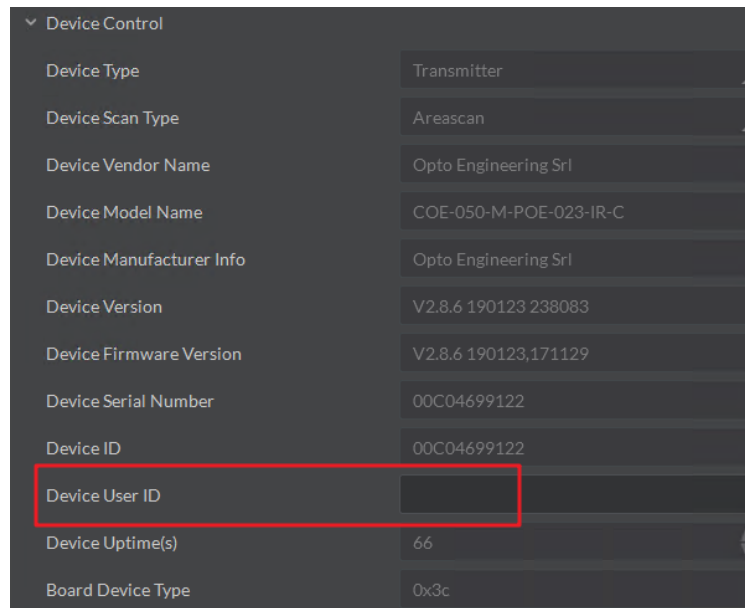 Device Control
Device Type Transmitter
Device Scan Type Areascan
Device Vendor Name Opto Engineering Srl
Device Model Name COE-050-M-POE-023-IR-C
Device Manufacturer Info Opto Engineering Srl
Device Version V2.8.6 190123 238083
Device Firmware Version V2.8.6 190123,171129
Device Serial Number 00C04699122
Device ID 00C04699122
Device User ID
Device Uptime(s) 66
Board Device Type 0x3c